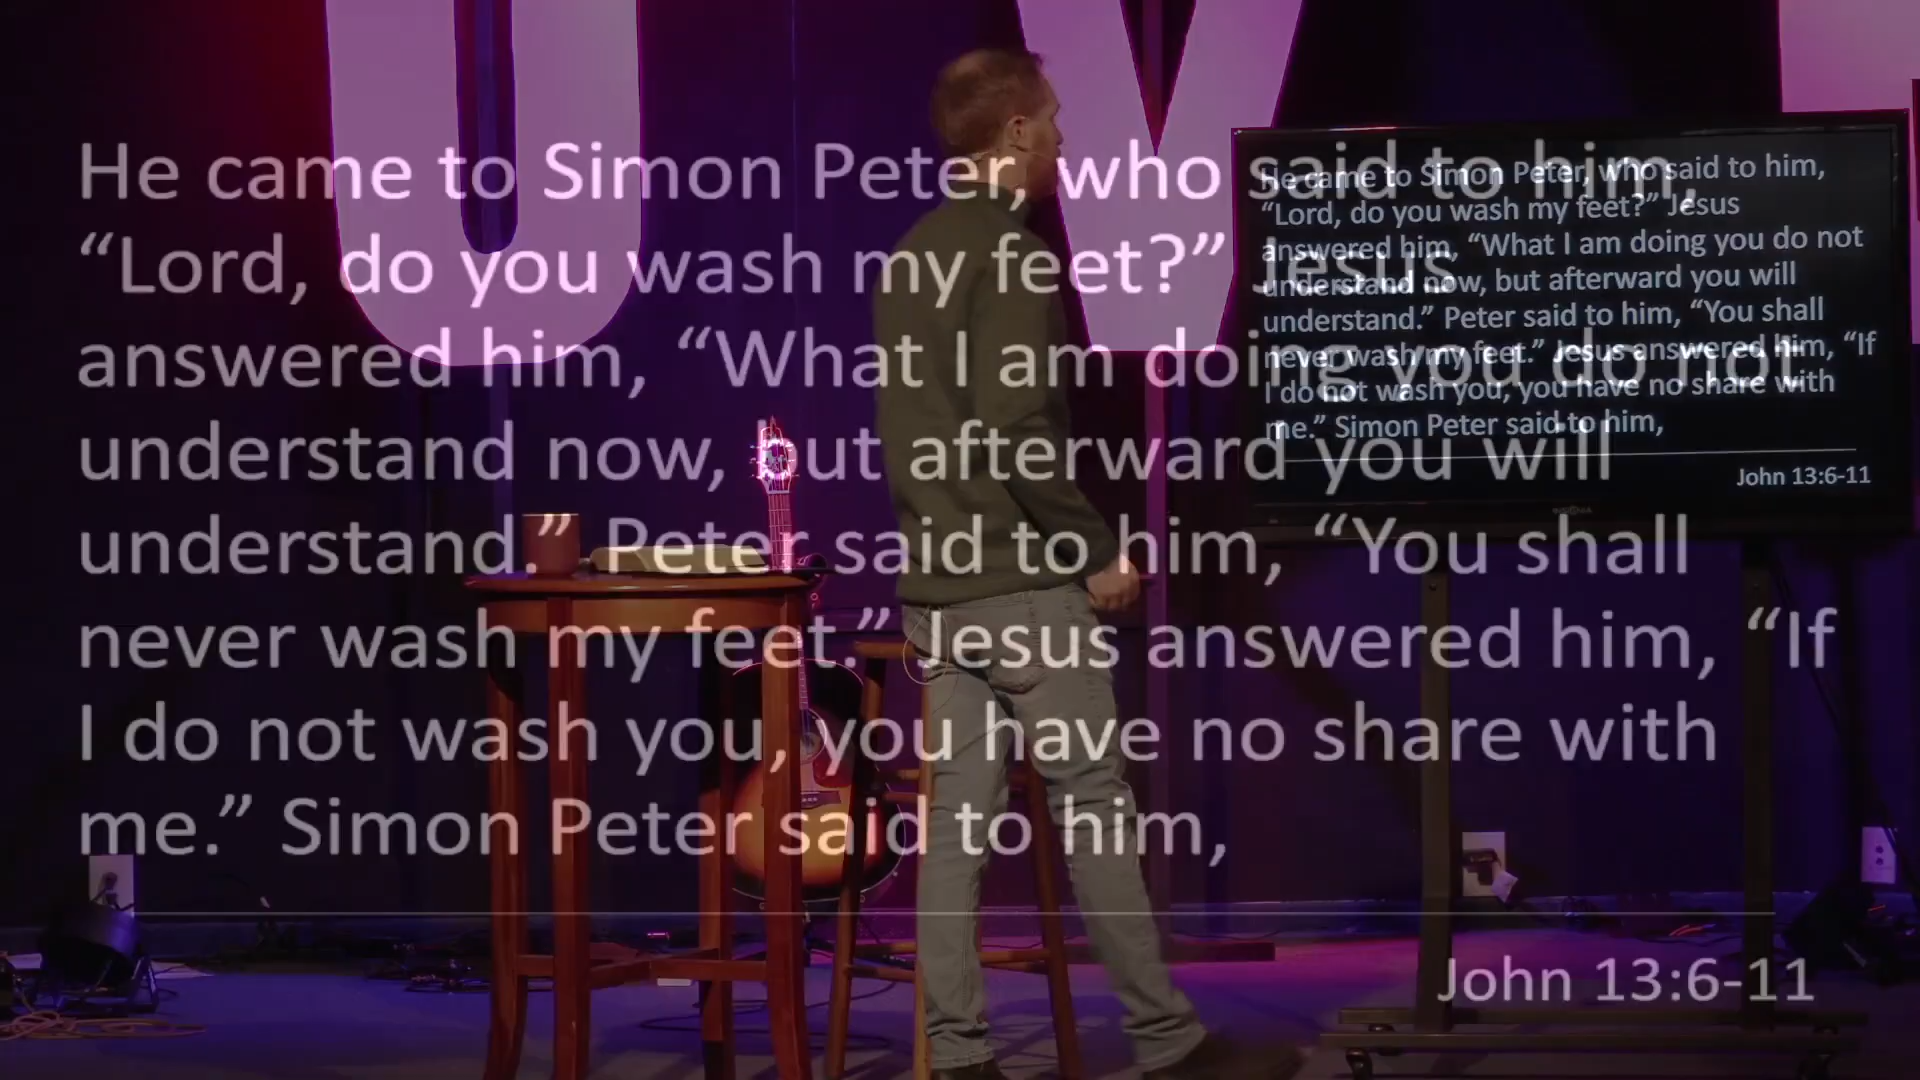 He came to Simon Peter, who said to him,
“Lord, do you wash my feet?” Jesus
answered him, “What I am doing you do not
understand now, but afterward you will
understand.” Peter said to him, “You shall
never wash my feet.” Jesus answered him, “If
I do not wash you, you have no share with
me.” Simon Peter said to him,
John 13:6-11
He came to Simon Peter, who said to him,
“Lord, do you wash my feet?” Jesus
answered him, “What I am doing you do not
understand now, but afterward you will
understand.” Peter said to him, “You shall
never wash my feet.” Jesus answered him, “If
I do not wash you, you have no share with
me.” Simon Peter said to him,
John 13:6-11